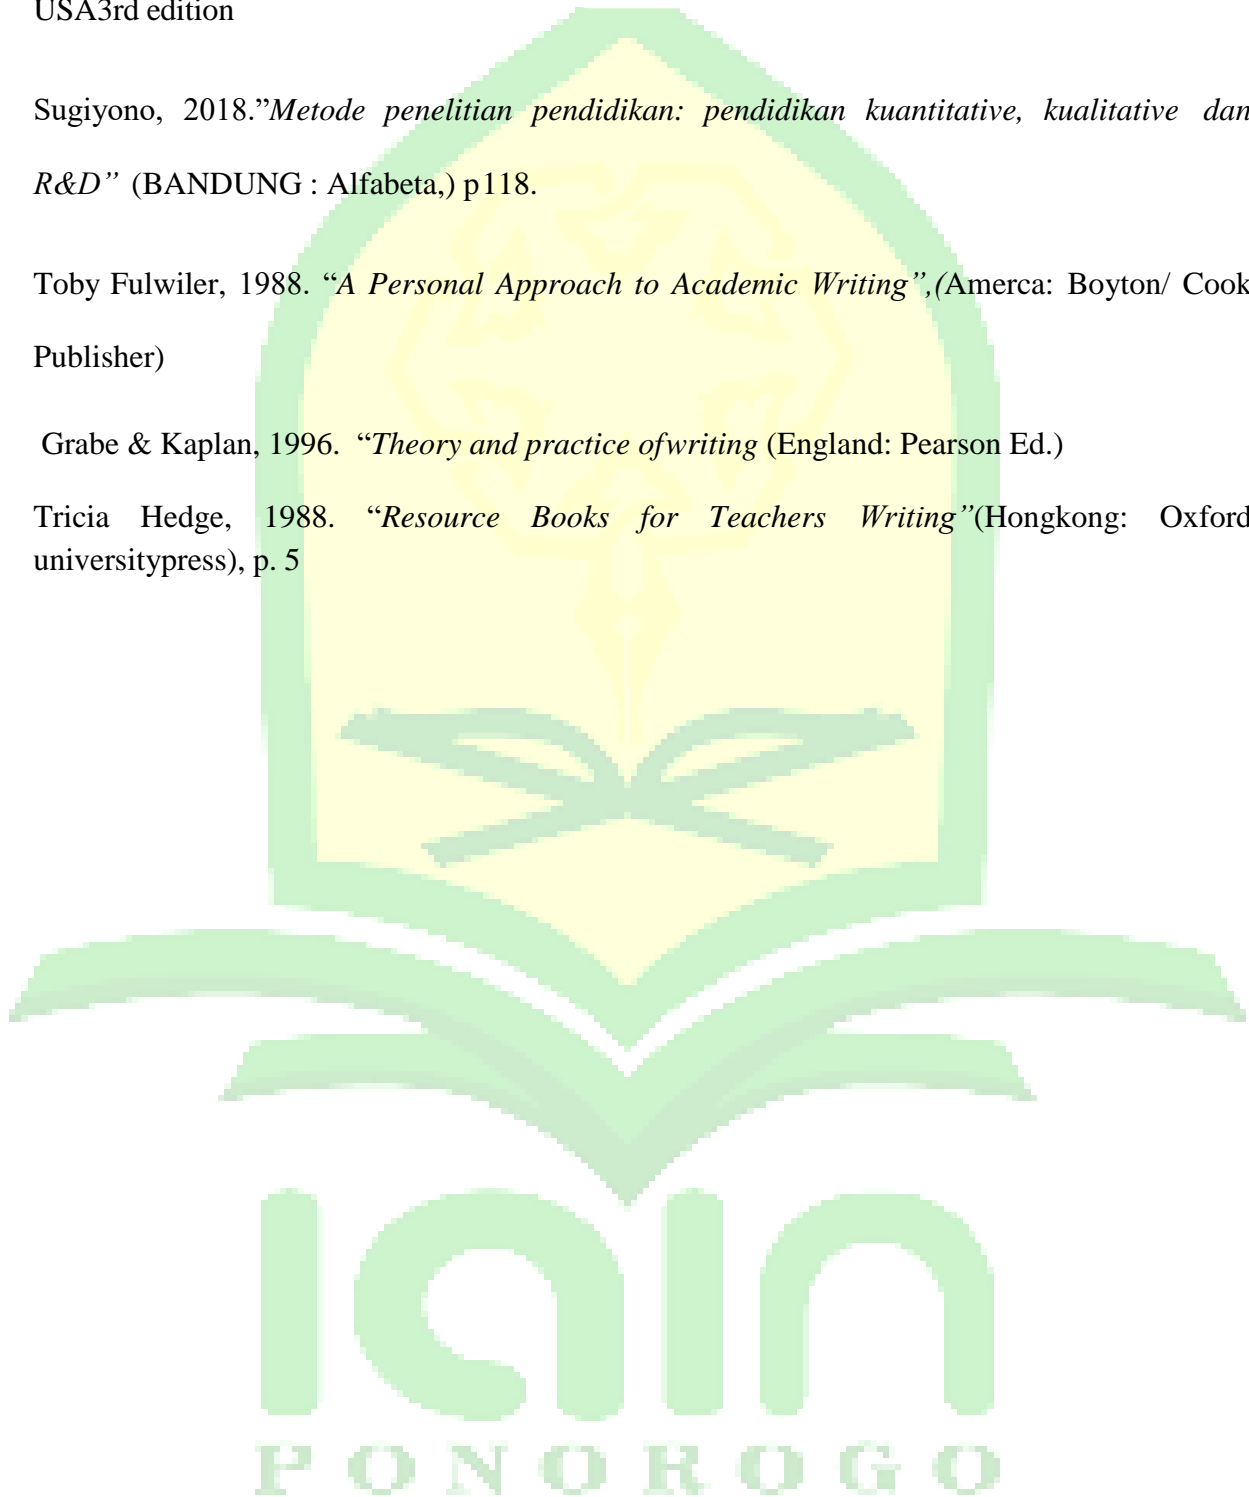 USA3rd edition
Sugiyono, 2018.”Metode penelitian pendidikan: pendidikan kuantitative, kualitative dan
R&D” (BANDUNG : Alfabeta,) p118.
Toby Fulwiler, 1988. “A Personal Approach to Academic Writing”,(Amerca: Boyton/ Cook
Publisher)
Grabe & Kaplan, 1996. “Theory and practice ofwriting (England: Pearson Ed.)
Tricia Hedge, 1988. “Resource Books for Teachers Writing”(Hongkong: Oxford
universitypress), p. 5
iain
PONOROGO